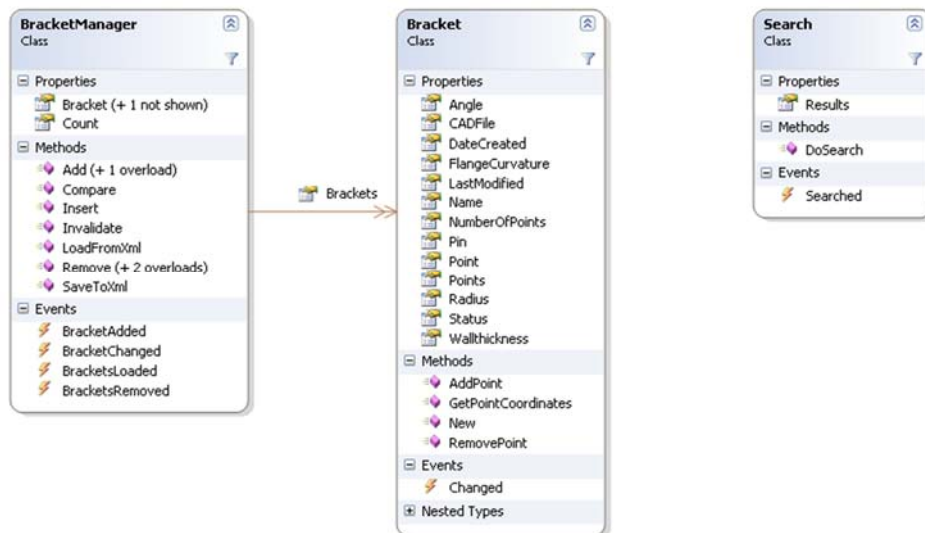 BracketManager
Class
Properties
Bracket (+ 1 not shown)
Count
Methods
Add (+ 1 overload)
Compare
Insert
Invalidate
LoadFromXml
Remove (+ 2 overloads)
SaveToXml
Events
BracketAdded
BracketChanged
BracketsLoaded
BracketsRemoved
Brackets
Bracket
Class
Properties
Angle
CADFile
DateCreated
FlangeCurvature
LastModified
Name
NumberOfPoints
Pin
Point
Points
Radius
Status
Wallthickness
Methods
AddPoint
GetPointCoordinates
New
RemovePoint
Events
Changed
Nested Types
Search
Class
Properties
Results
Methods
DoSearch
Events
Searched